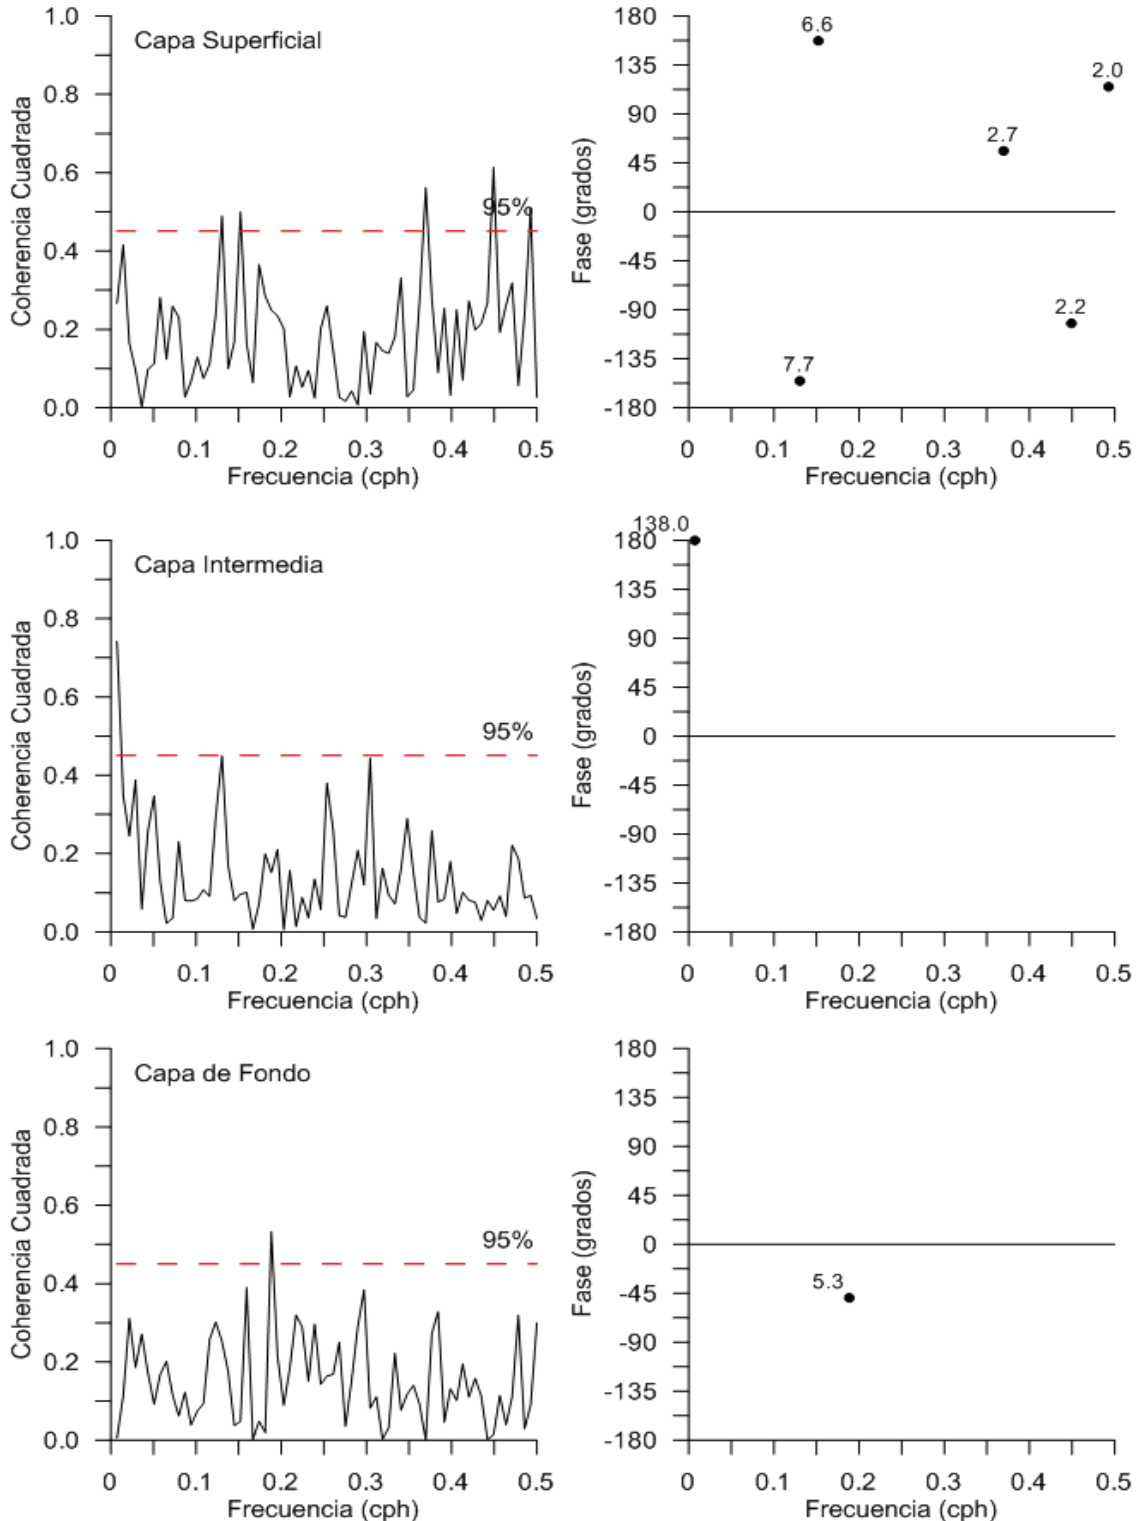 1.0
0.8
0.6
0.4
0.2
0.0
Coherencia Cuadrada
Capa Superficial
95%
0 0.1 0.2 0.3 0.4 0.5
Frecuencia (cph)
180
135
90
45
0
-45
-90
-135
-180
Fase (grados)
6.6
2.0
2.7
2.2
7.7
0 0.1 0.2 0.3 0.4 0.5
Frecuencia (cph)
1.0
0.8
0.6
0.4
0.2
0.0
Coherencia Cuadrada
Capa Intermedia
95%
0 0.1 0.2 0.3 0.4 0.5
Frecuencia (cph)
138.0
180
135
90
45
0
-45
-90
-135
-180
Fase (grados)
0 0.1 0.2 0.3 0.4 0.5
Frecuencia (cph)
1.0
0.8
0.6
0.4
0.2
0.0
Coherencia Cuadrada
Capa de Fondo
95%
0 0.1 0.2 0.3 0.4 0.5
Frecuencia (cph)
180
135
90
45
0
-45
-90
-135
-180
Fase (grados)
5.3
0 0.1 0.2 0.3 0.4 0.5
Frecuencia (cph)